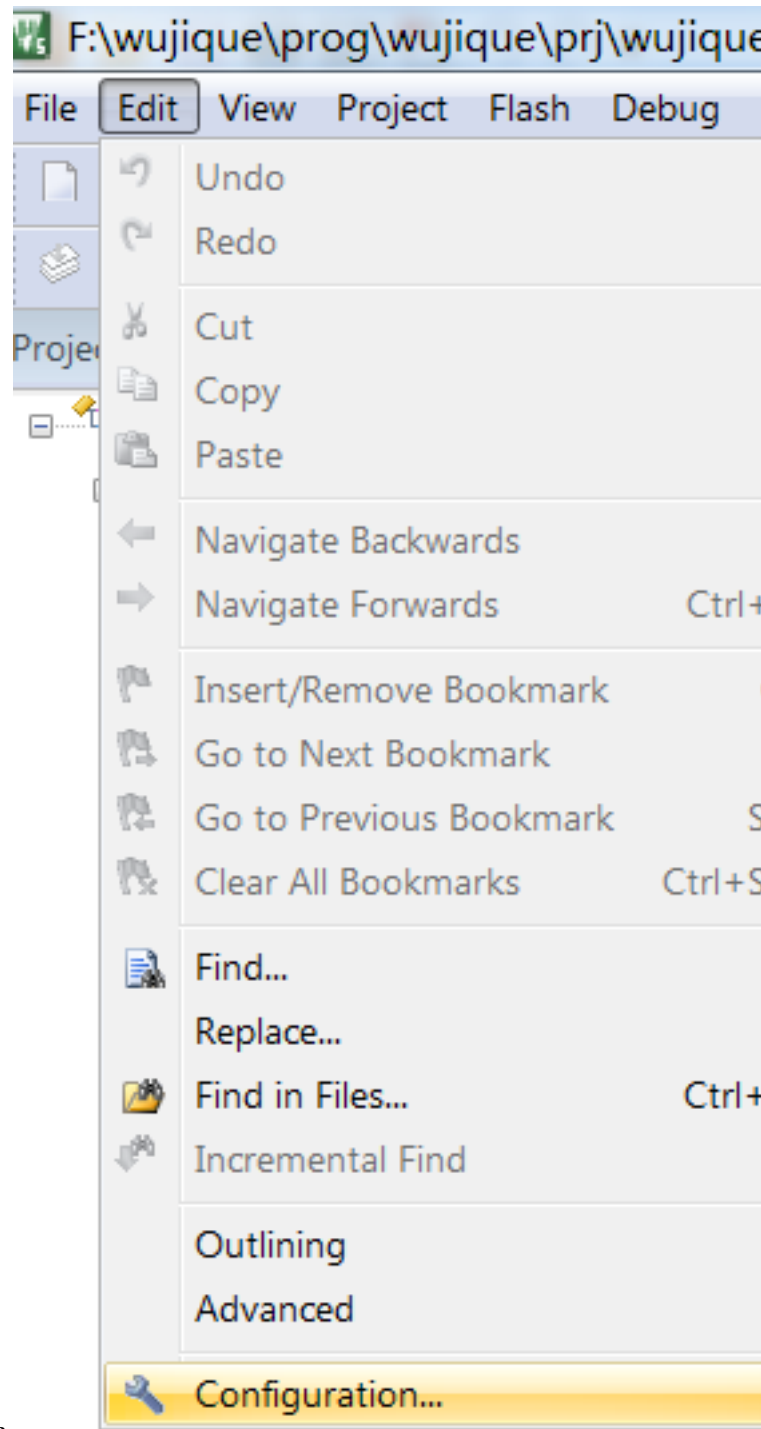 F:\wujique\prog\wujique\prj\wujique
File Edit View Project Flash Debug
Undo
Redo
Cut
Copy
Paste
Navigate Backwards
Navigate Forwards Ctrl+
Insert/Remove Bookmark
Go to Next Bookmark
Go to Previous Bookmark S
Clear All Bookmarks Ctrl+S
Find...
Replace...
Find in Files... Ctrl+
Incremental Find
Outlining
Advanced
Configuration...